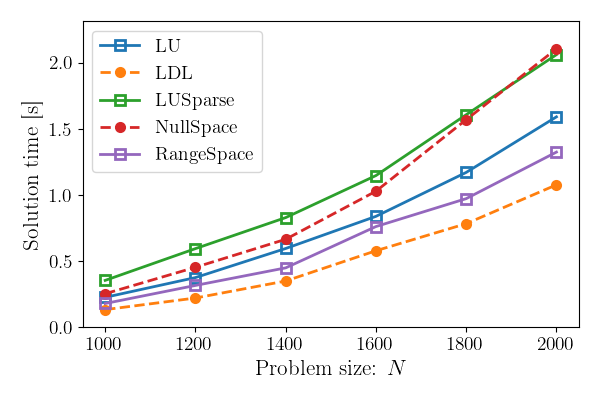 LU
LDL
LUSparse
NullSpace
RangeSpace
Solution time [s]
2.0
1.5
1.0
0.5
0.0
1000 1200 1400 1600 1800 2000
Problem size: N